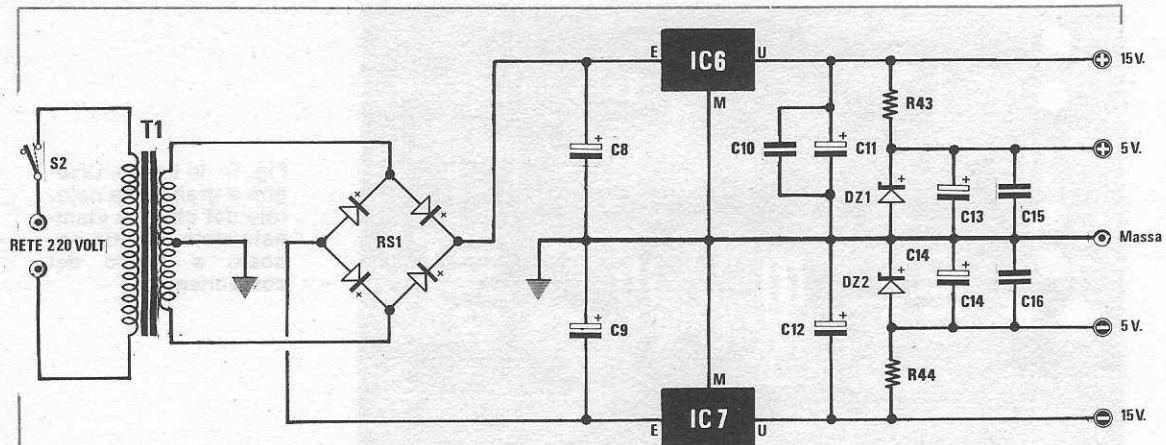 S2
RETE 220 VOLT
T1
RS1
C8
C9
E
IC6
U
M
M
E
IC7
U
C10
C11
C12
R43
DZ1
C13
C15
C14
DZ2
C14
C16
R44
+ 15V.
+ 5V.
Massa
- 5V.
- 15V.